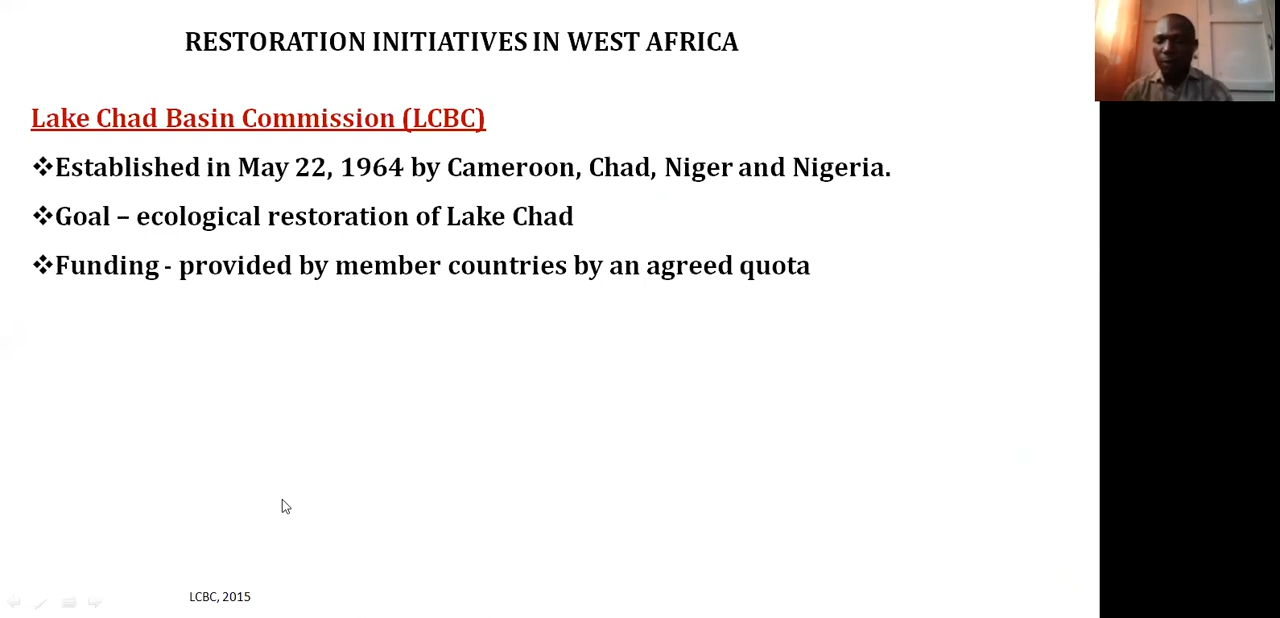 RESTORATION INITIATIVES IN WEST AFRICA
Lake Chad Basin Commission (LCBC)
❖Established in May 22, 1964 by Cameroon, Chad, Niger and Nigeria.
❖Goal – ecological restoration of Lake Chad
❖Funding - provided by member countries by an agreed quota
LCBC, 2015